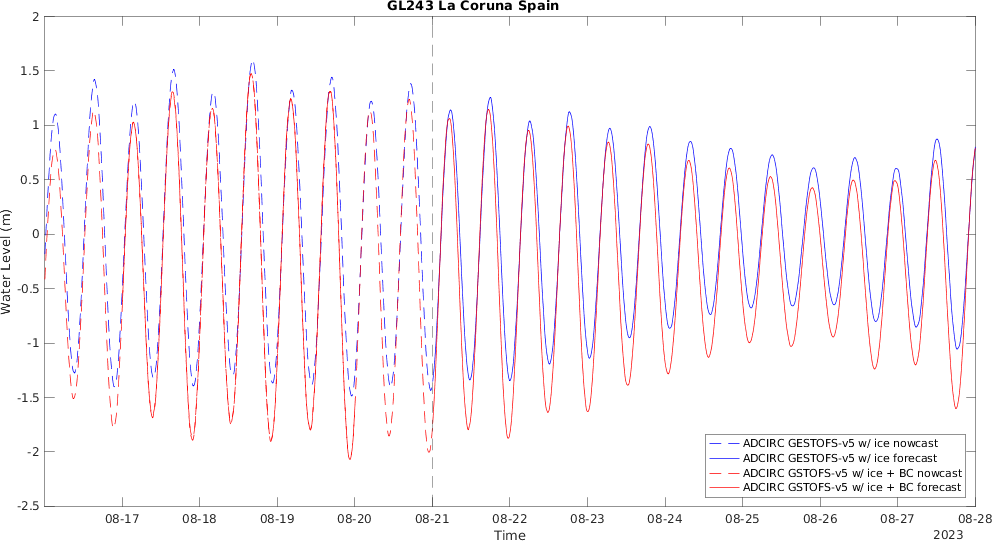 GL243 La Coruna Spain
Water Level (m)
2
1.5
1
0.5
0
-0.5
-1
-1.5
-2
-2.5
ADCIRC GESTOFS-v5 w/ ice nowcast
ADCIRC GESTOFS-v5 w/ ice forecast
ADCIRC GSTOFS-v5 w/ ice + BC nowcast
ADCIRC GSTOFS-v5 w/ ice + BC forecast
08-17 08-18 08-19 08-20 08-21 08-22 08-23 08-24 08-25 08-26 08-27 08-28
Time
2023